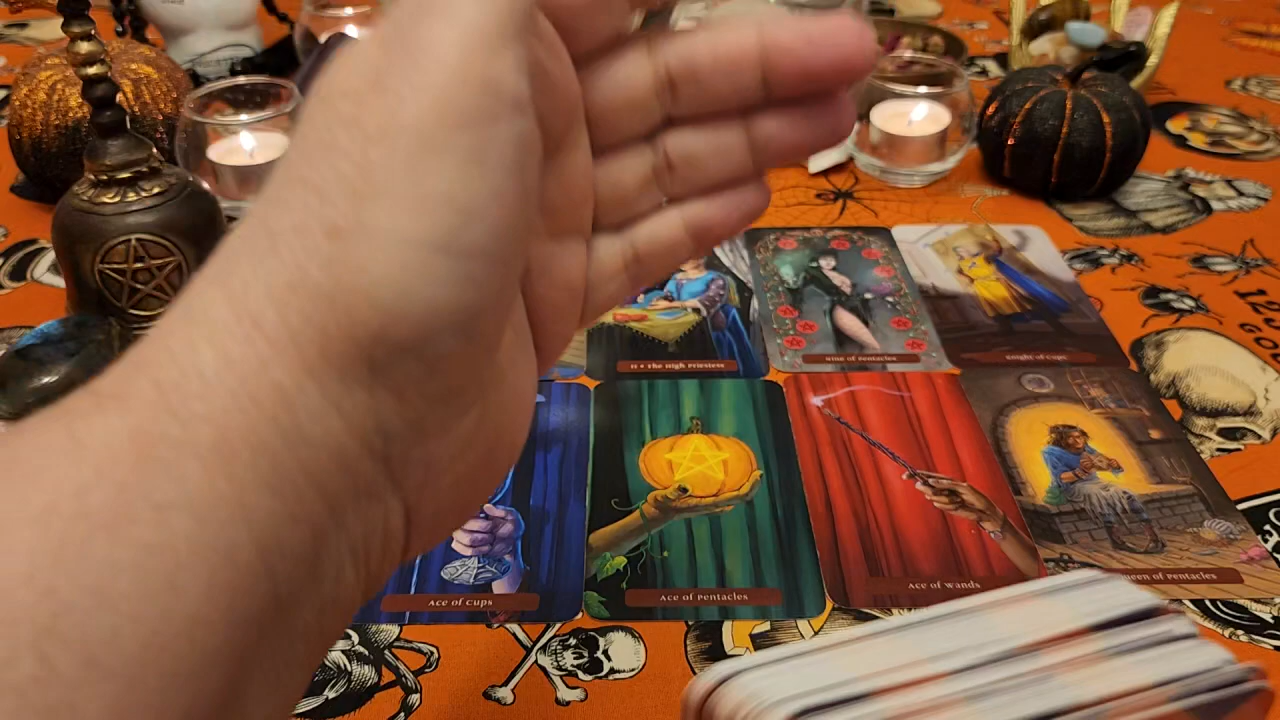 II • The High Priestess
Nine of Pentacles
Knight of Cups
Ace of Cups
Ace of Pentacles
Ace of Wands
Queen of Pentacles